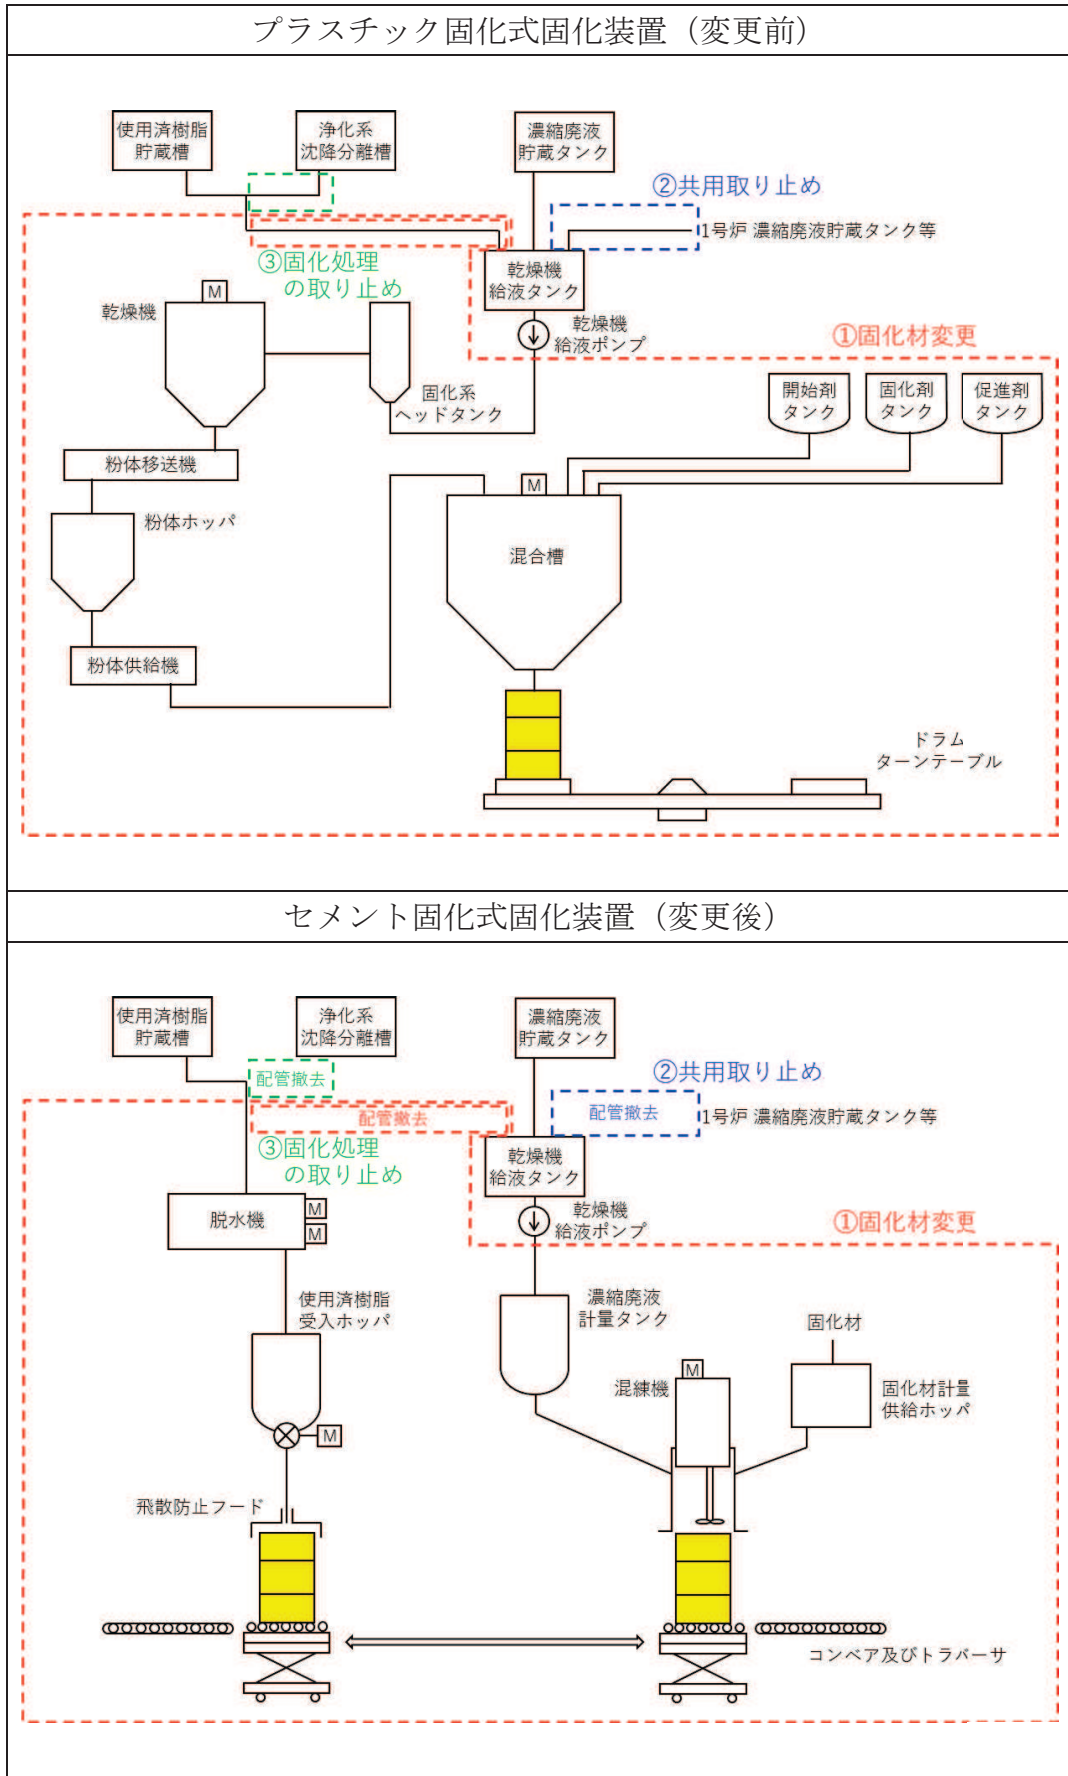 プラスチック固化式固化装置（変更前）
使用済樹脂
貯蔵槽
浄化系
沈降分離槽
濃縮廃液
貯蔵タンク
②共用取り止め
1号炉 濃縮廃液貯蔵タンク等
③固化処理
の取り止め
乾燥機
給液タンク
M
乾燥機
乾燥機
給液ポンプ
①固化材変更
固化系
ヘッドタンク
開始剤
タンク
固化剤
タンク
促進剤
タンク
粉体移送機
M
粉体ホッパ
混合槽
粉体供給機
ドラム
ターンテーブル
セメント固化式固化装置（変更後）
使用済樹脂
貯蔵槽
浄化系
沈降分離槽
濃縮廃液
貯蔵タンク
配管撤去
②共用取り止め
配管撤去
配管撤去
1号炉 濃縮廃液貯蔵タンク等
③固化処理
の取り止め
乾燥機
給液タンク
脱水機
M
M
乾燥機
給液ポンプ
①固化材変更
使用済樹脂
受入ホッパ
濃縮廃液
計量タンク
固化材
M
混練機
固化材計量
供給ホッパ
M
飛散防止フード
コンベア及びトラバーサ